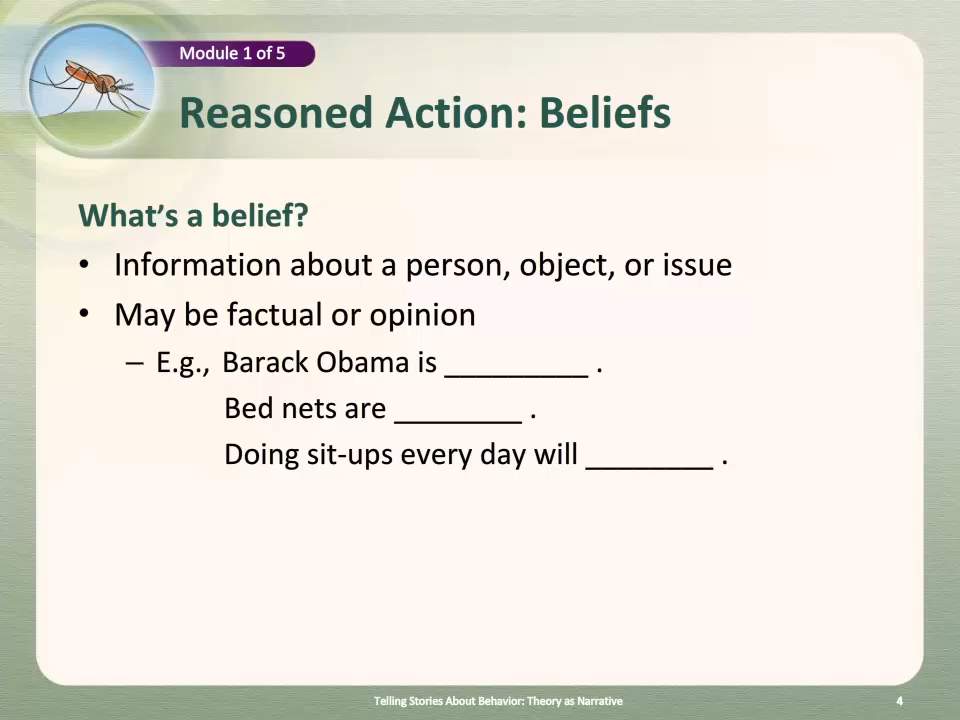 Module 1 of 5
Reasoned Action: Beliefs
What’s a belief?
• Information about a person, object, or issue
• May be factual or opinion
– E.g., Barack Obama is _________ .
Bed nets are ________ .
Doing sit-ups every day will ________ .
Telling Stories About Behavior: Theory as Narrative
4